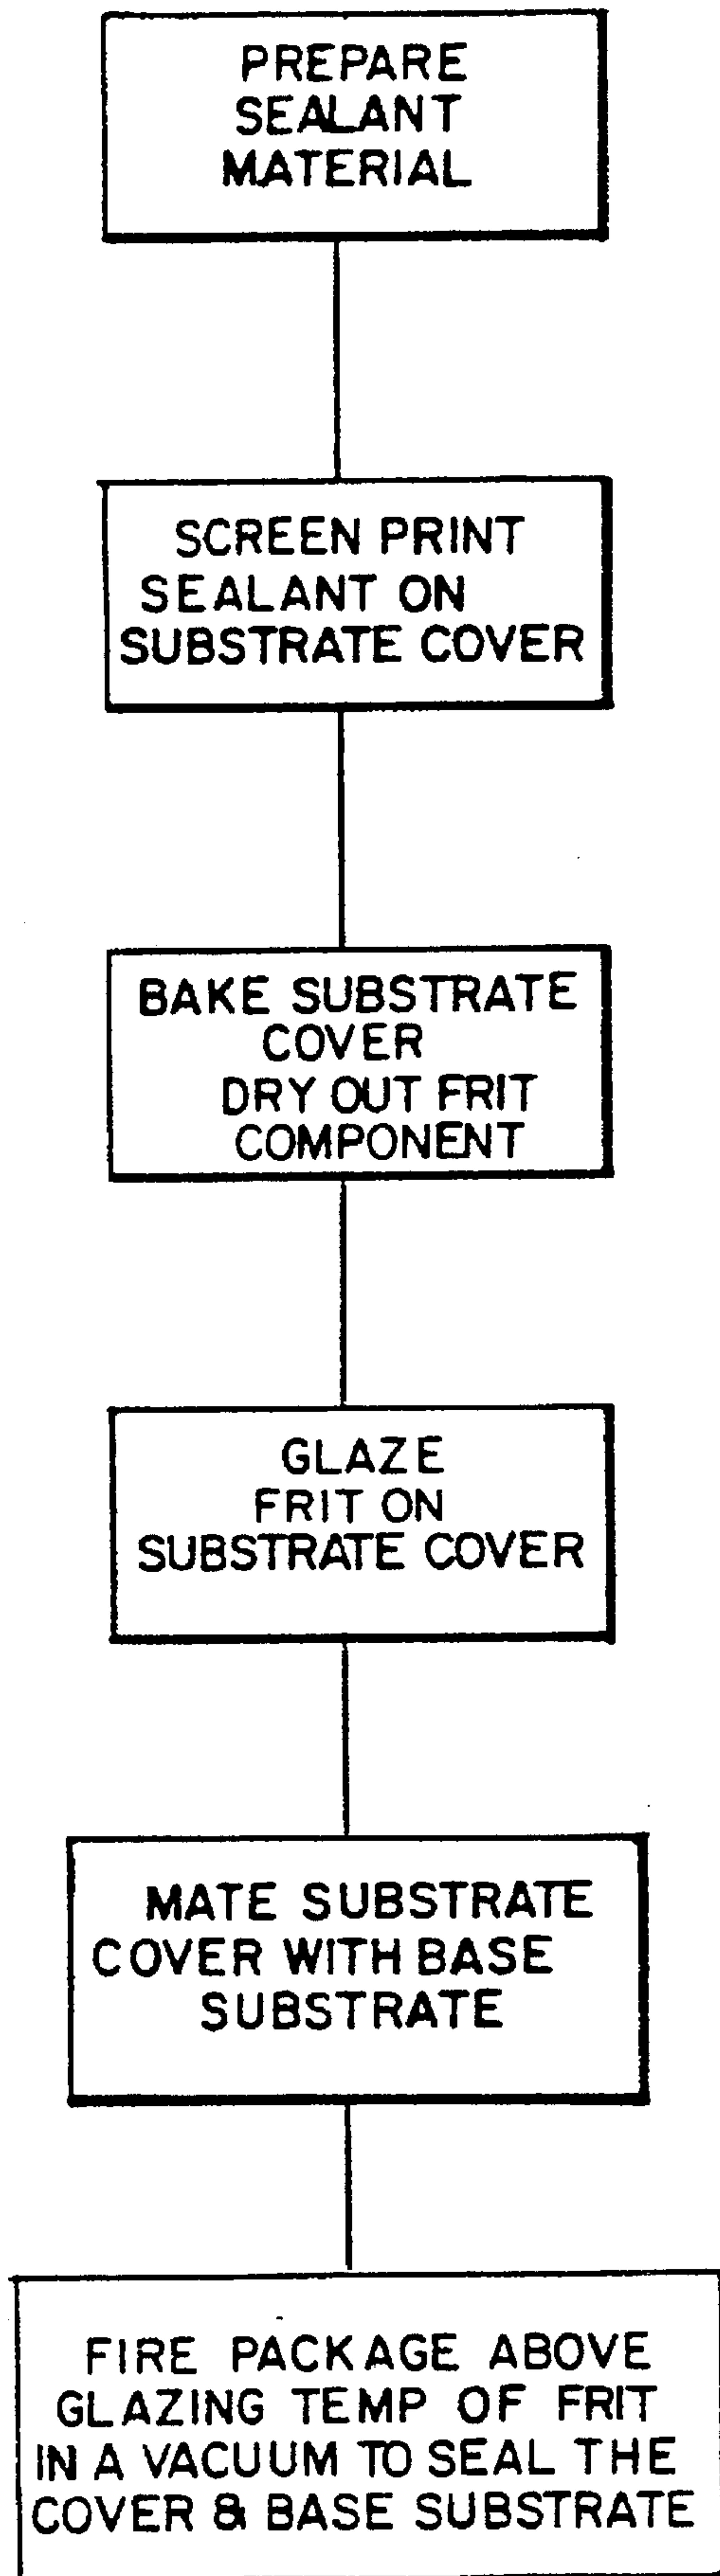 PREPARE
SEALANT
MATERIAL
SCREEN PRINT
SEALANT ON
SUBSTRATE COVER
BAKE SUBSTRATE
COVER
DRY OUT FRIT
COMPONENT
GLAZE
FRIT ON
SUBSTRATE COVER
MATE SUBSTRATE
COVER WITH BASE
SUBSTRATE
FIRE PACKAGE ABOVE
GLAZING TEMP OF FRIT
IN A VACUUM TO SEAL THE
COVER & BASE SUBSTRATE